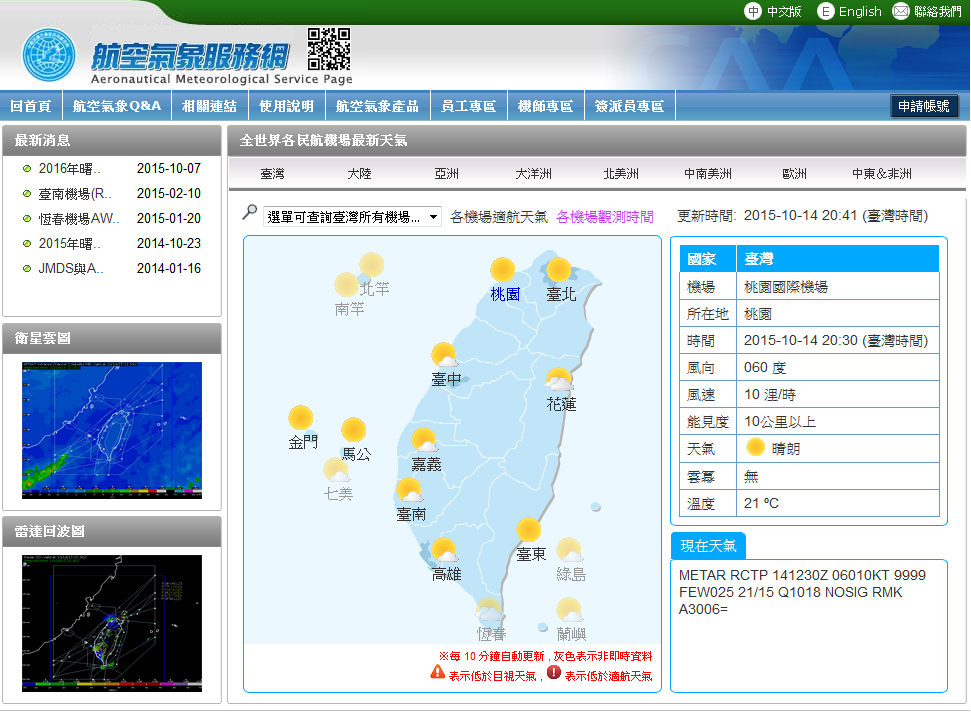 中 中文版 E English 聯絡我們
航空氣象服務網
Aeronautical Meteorological Service Page
回首頁 航空氣象Q&A 相關連結 使用說明 航空氣象產品 員工專區 機師專區 簽派員專區 申請帳號
最新消息
2016年曙.. 2015-10-07
臺南機場(R.. 2015-02-10
恆春機場AW.. 2015-01-20
2015年曙.. 2014-10-23
JMDS與A.. 2014-01-16
衛星雲圖
雷達回波圖
全世界各民航機場最新天氣
臺灣 大陸 亞洲 大洋洲 北美洲 中南美洲 歐洲 中東&非洲
選單可查詢臺灣所有機場... 各機場適航天氣 各機場觀測時間 更新時間: 2015-10-14 20:41 (臺灣時間)
北竿
南竿
桃園
臺北
臺中
花蓮
金門
馬公
嘉義
七美
臺南
臺東
高雄
綠島
恆春
蘭嶼
※每 10 分鐘自動更新 , 灰色表示非即時資料
表示低於目視天氣 , 表示低於適航天氣
國家 臺灣
機場 桃園國際機場
所在地 桃園
時間 2015-10-14 20:30 (臺灣時間)
風向 060 度
風速 10 浬/時
能見度 10公里以上
天氣 晴朗
雲冪 無
溫度 21 ºC
現在天氣
METAR RCTP 141230Z 06010KT 9999
FEW025 21/15 Q1018 NOSIG RMK
A3006=